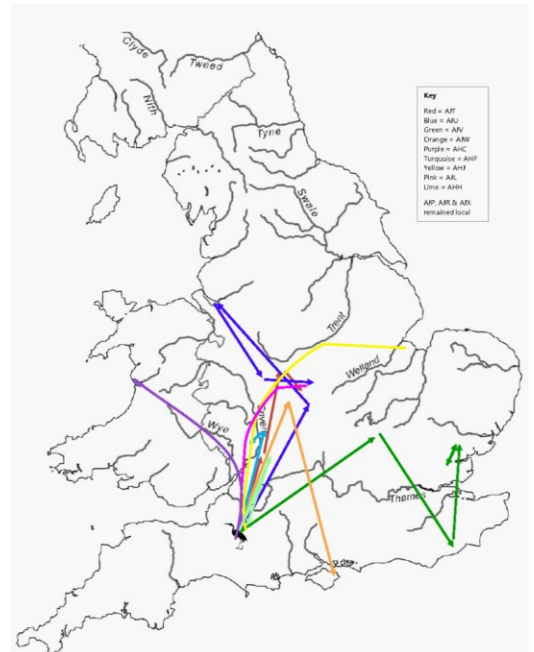 Clyde
Tweed
Nith
Tyne
Swale
Trent
Welland
Severn
Wye
Thames
Key
Red = AfT
Blue = AfU
Green = AfV
Orange = AfW
Purple = AHC
Turquoise = AHF
Yellow = AHJ
Pink = AfL
Lime = AHH
AfP, AfR & AfX
remained local